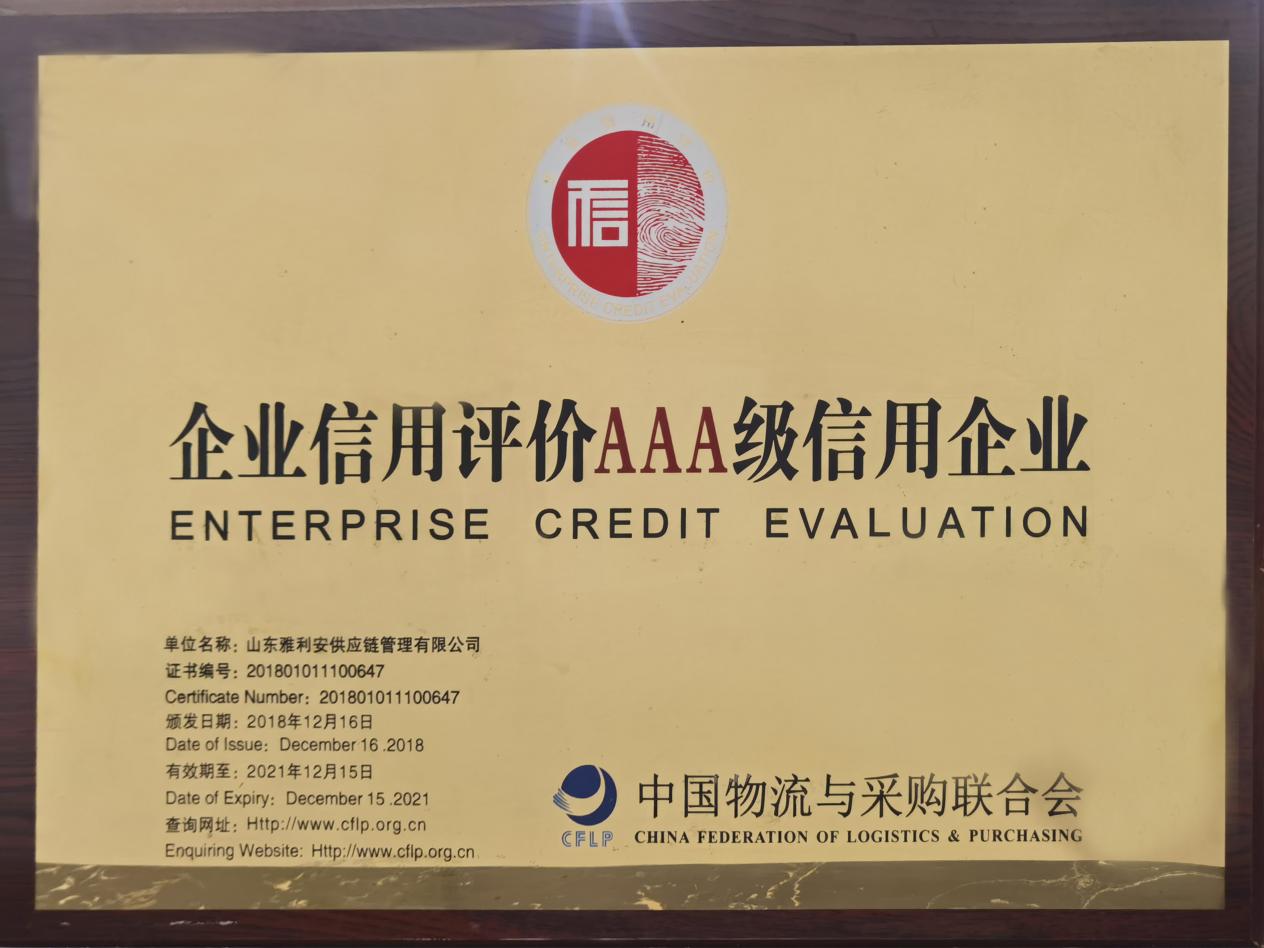 信
ENTERPRISE CREDIT EVALUATION
企业信用评价AAA级信用企业
ENTERPRISE CREDIT EVALUATION
单位名称：山东雅利安供应链管理有限公司
证书编号：201801011100647
Certificate Number：201801011100647
颁发日期：2018年12月16日
Date of Issue：December 16 .2018
有效期至：2021年12月15日
Date of Expiry：December 15 .2021
查询网址：Http://www.cflp.org.cn
Enquiring Website: Http://www.cflp.org.cn
CFLP
中国物流与采购联合会
CHINA FEDERATION OF LOGISTICS & PURCHASING